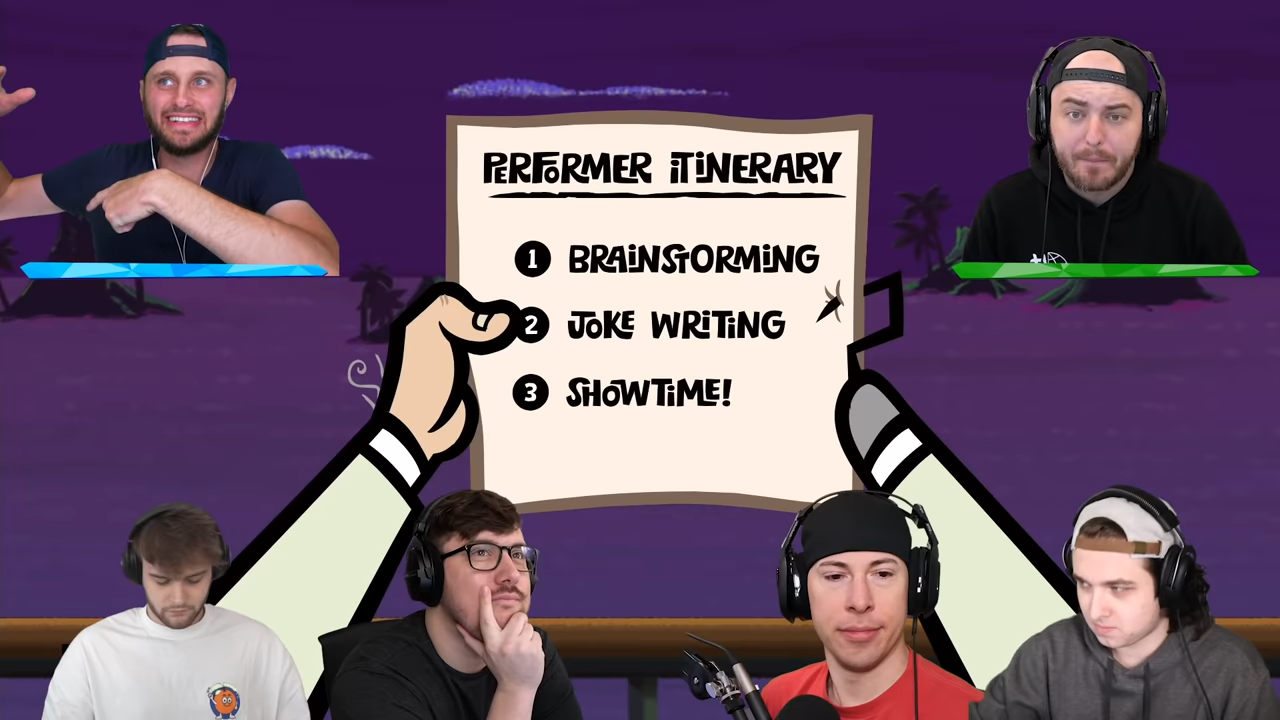 PERFORMER ITINERARY
1 BRAINSTORMING
2 JOKE WRITING
3 SHOWTIME!